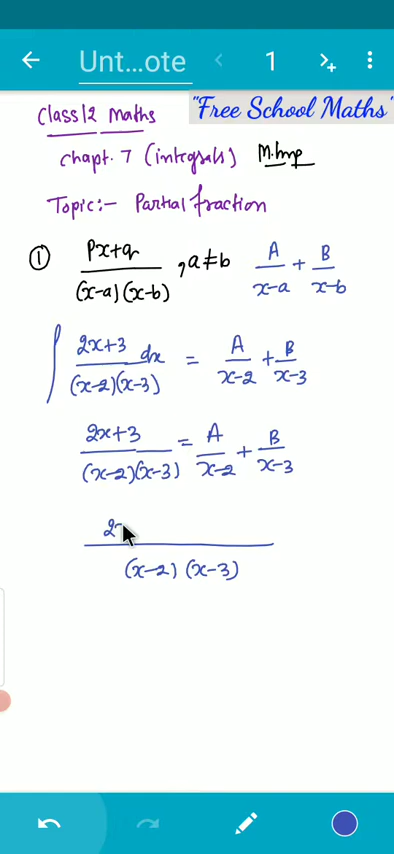 Unt...ote 1
"Free School Maths"
Class 12 Maths
Chapt. 7 (integrals) M.Imp
Topic:- Partial fraction
① Px+q / (x-a)(x-b) , a≠b A/x-a + B/x-b
∫ 2x+3 / (x-2)(x-3) dx = A/x-2 + B/x-3
2x+3 / (x-2)(x-3) = A/x-2 + B/x-3
2 / (x-2) (x-3)